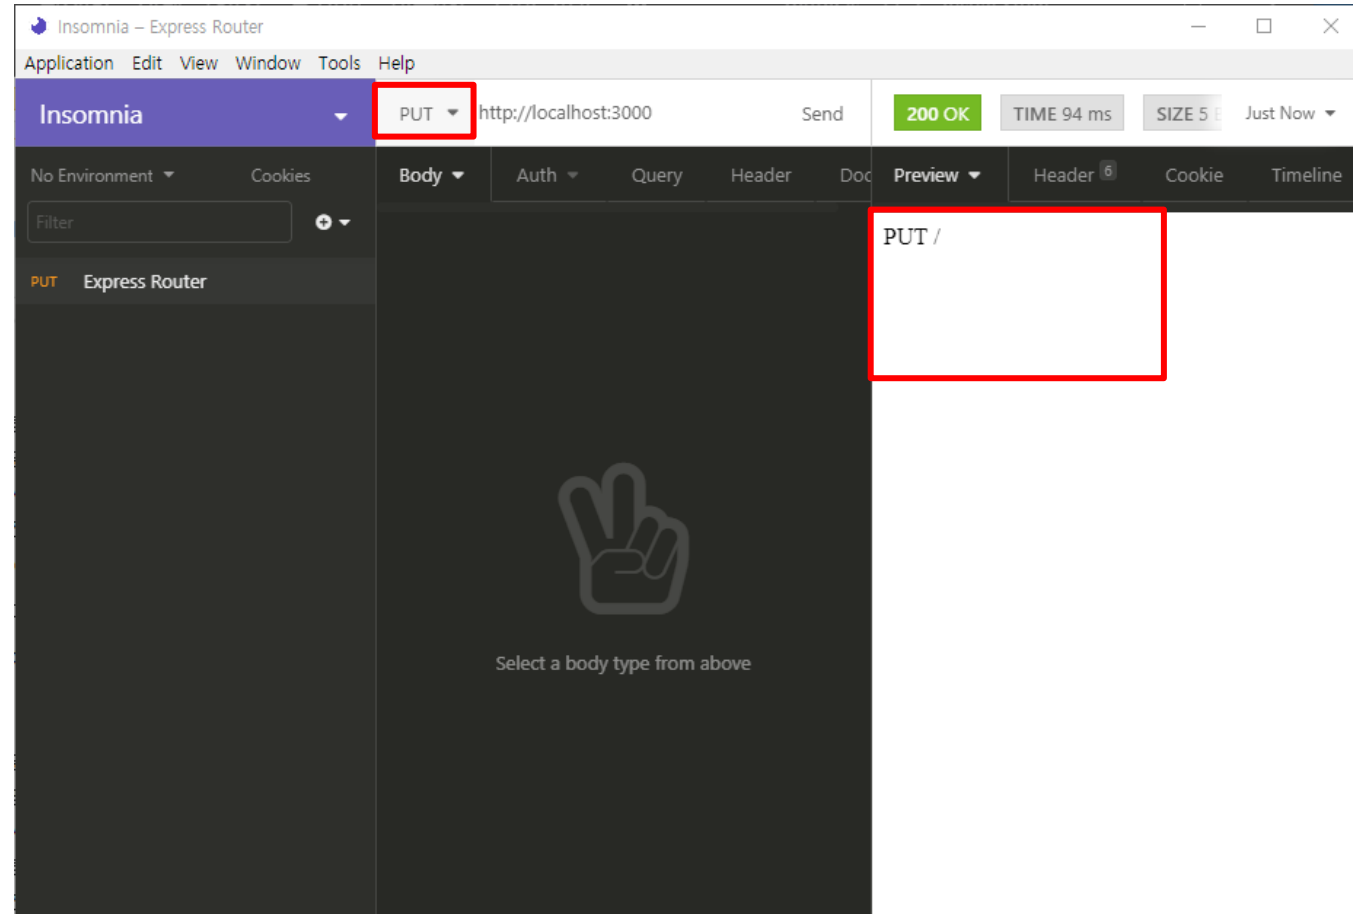 Insomnia – Express Router
Application Edit View Window Tools Help
Insomnia
PUT http://localhost:3000 Send
200 OK TIME 94 ms SIZE 5 Just Now
No Environment Cookies
Body Auth Query Header Doc
Preview Header 6 Cookie Timeline
Filter
PUT /
PUT Express Router
Select a body type from above